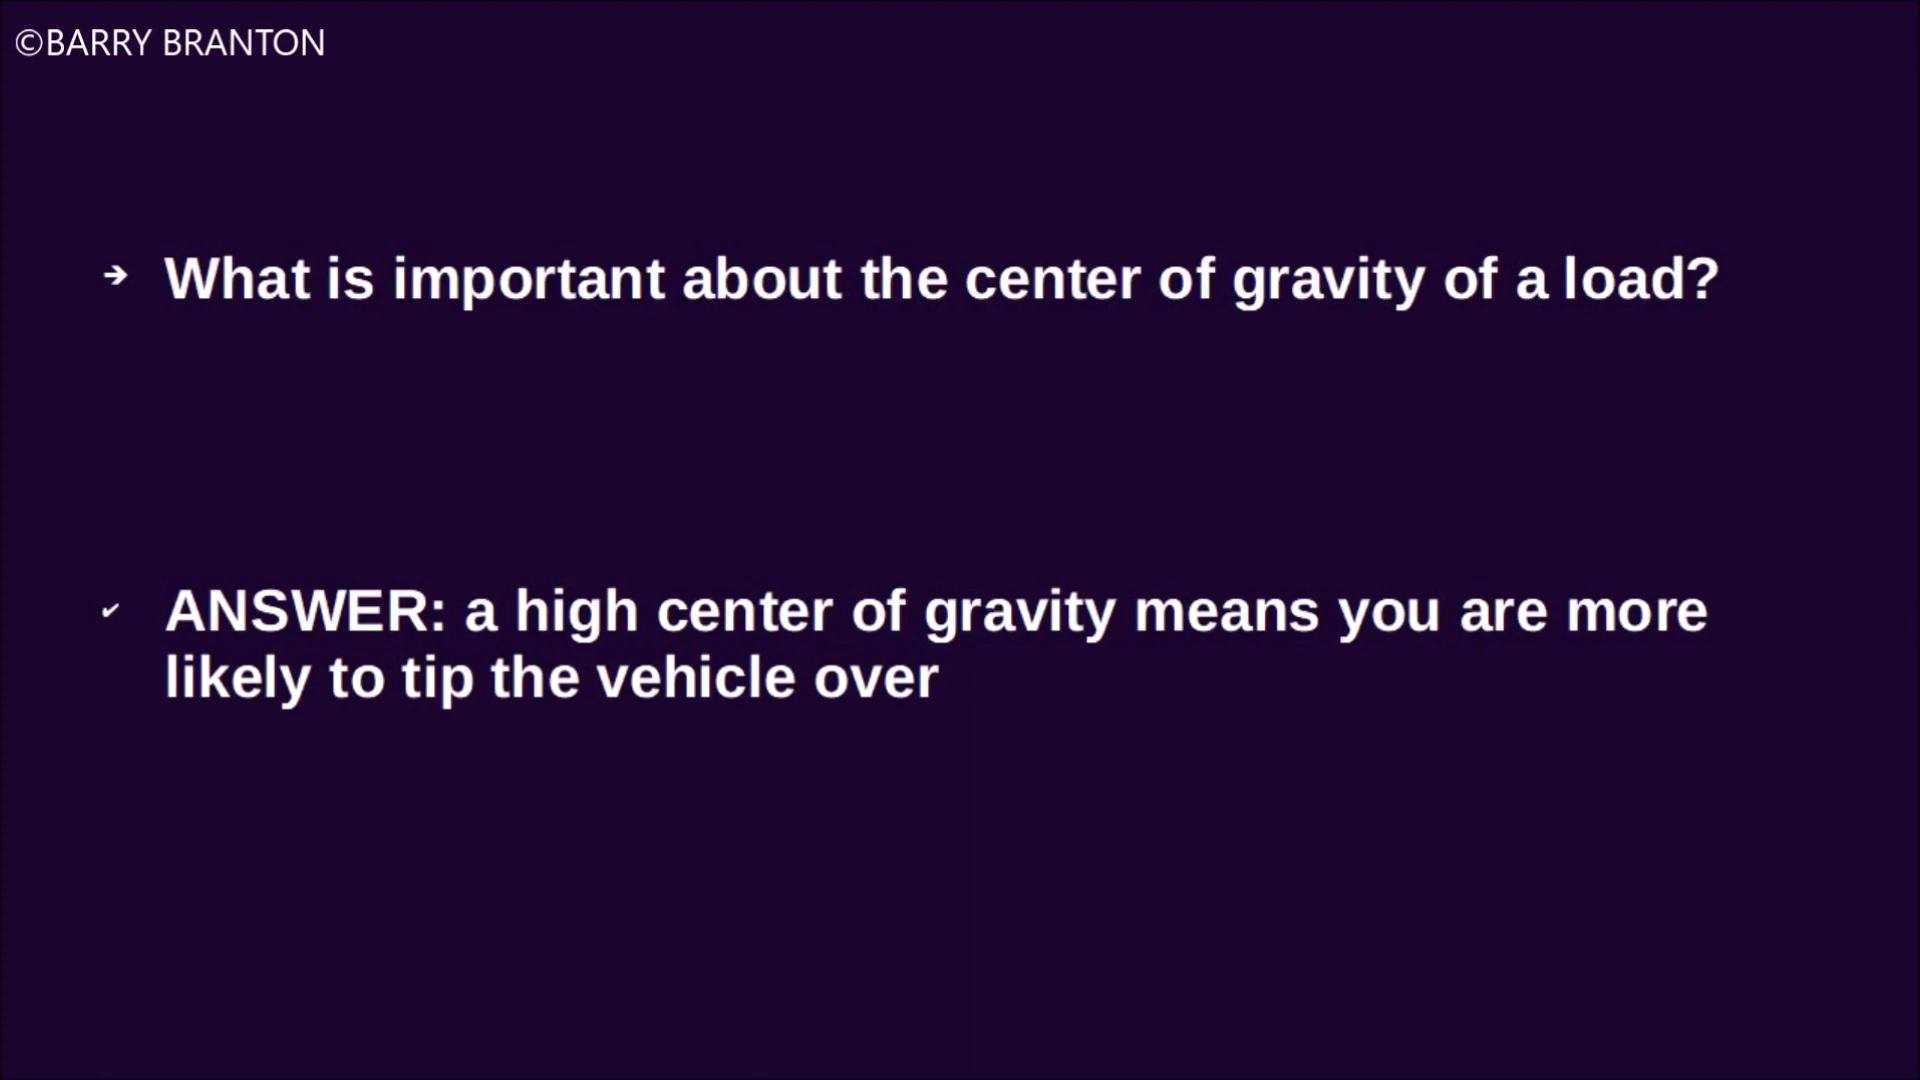 ©BARRY BRANTON
➔ What is important about the center of gravity of a load?
✔ ANSWER: a high center of gravity means you are more
likely to tip the vehicle over